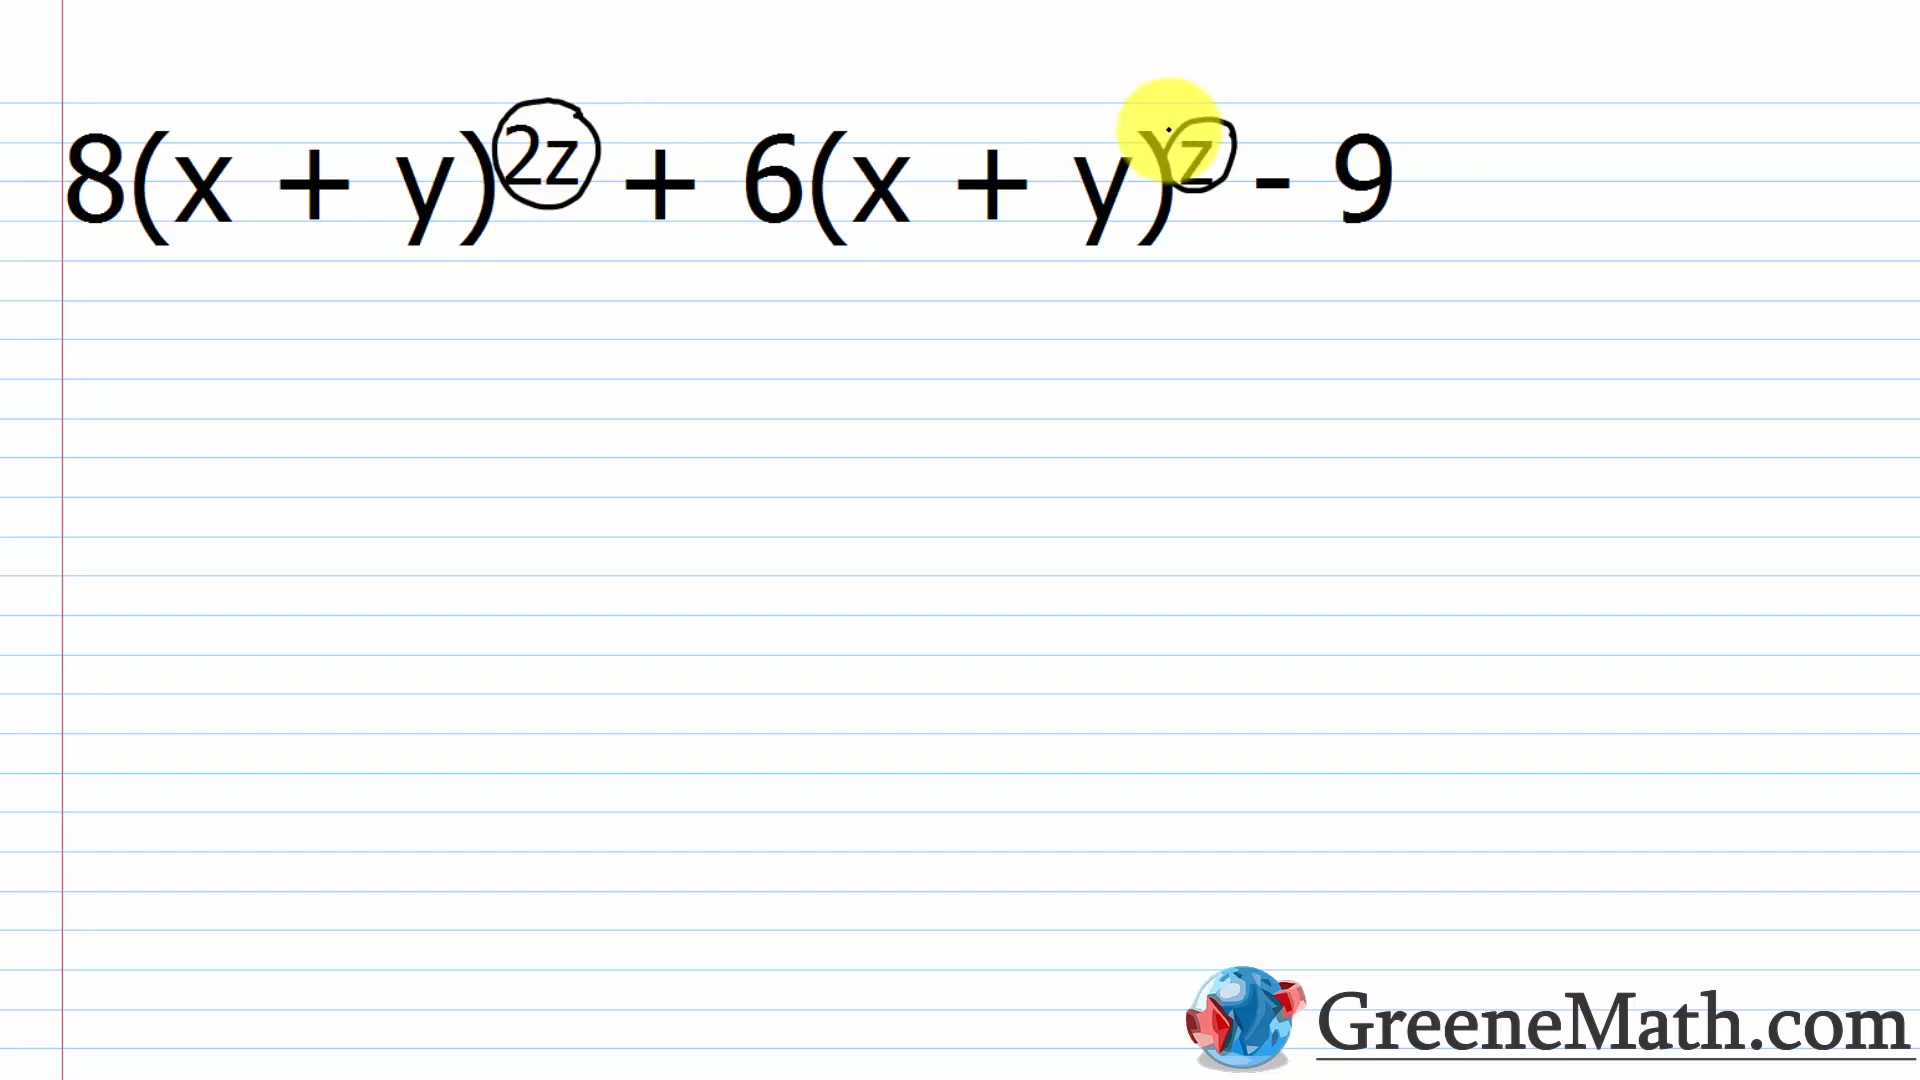 8(x + y)²ᶻ + 6(x + y)ᶻ - 9
GreeneMath.com